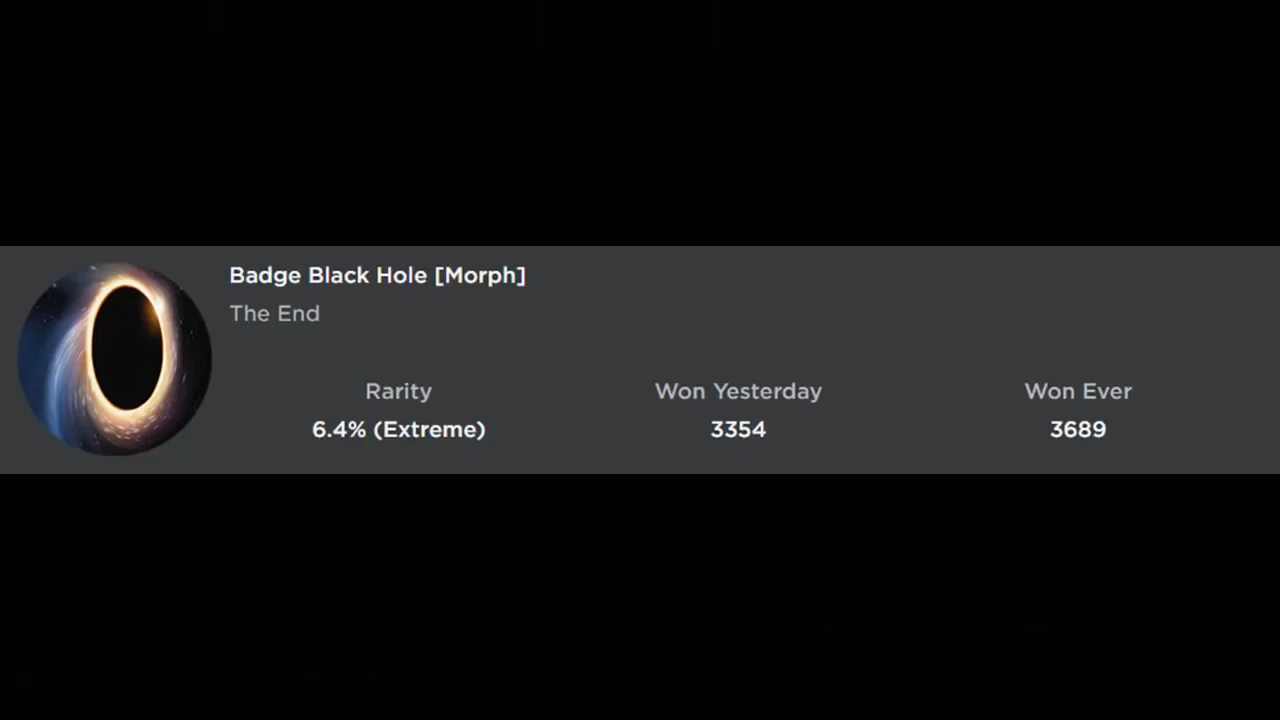 Badge Black Hole [Morph]
The End
Rarity Won Yesterday Won Ever
6.4% (Extreme) 3354 3689